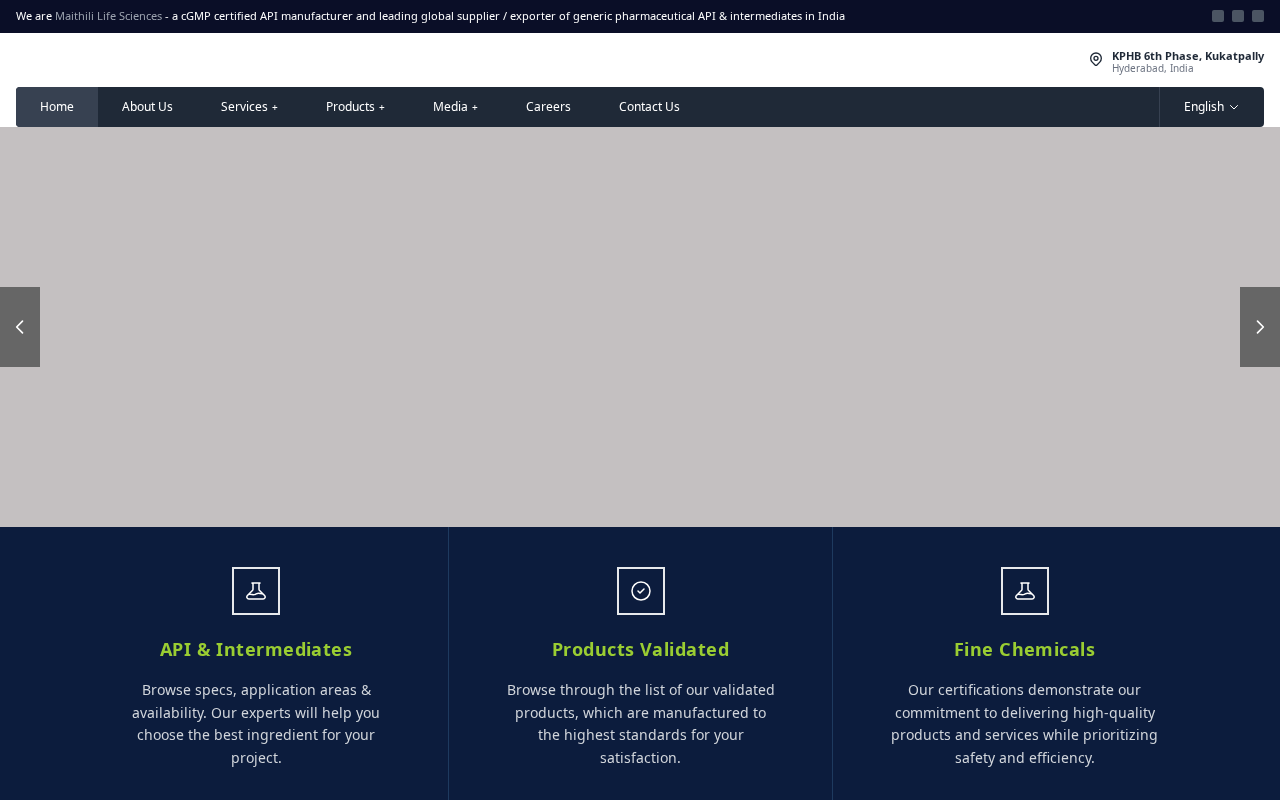 We are Maithili Life Sciences - a cGMP certified API manufacturer and leading global supplier / exporter of generic pharmaceutical API & intermediates in India
KPHB 6th Phase, Kukatpally
Hyderabad, India
Home About Us Services + Products + Media + Careers Contact Us English
API & Intermediates
Browse specs, application areas &
availability. Our experts will help you
choose the best ingredient for your
project.
Products Validated
Browse through the list of our validated
products, which are manufactured to
the highest standards for your
satisfaction.
Fine Chemicals
Our certifications demonstrate our
commitment to delivering high-quality
products and services while prioritizing
safety and efficiency.